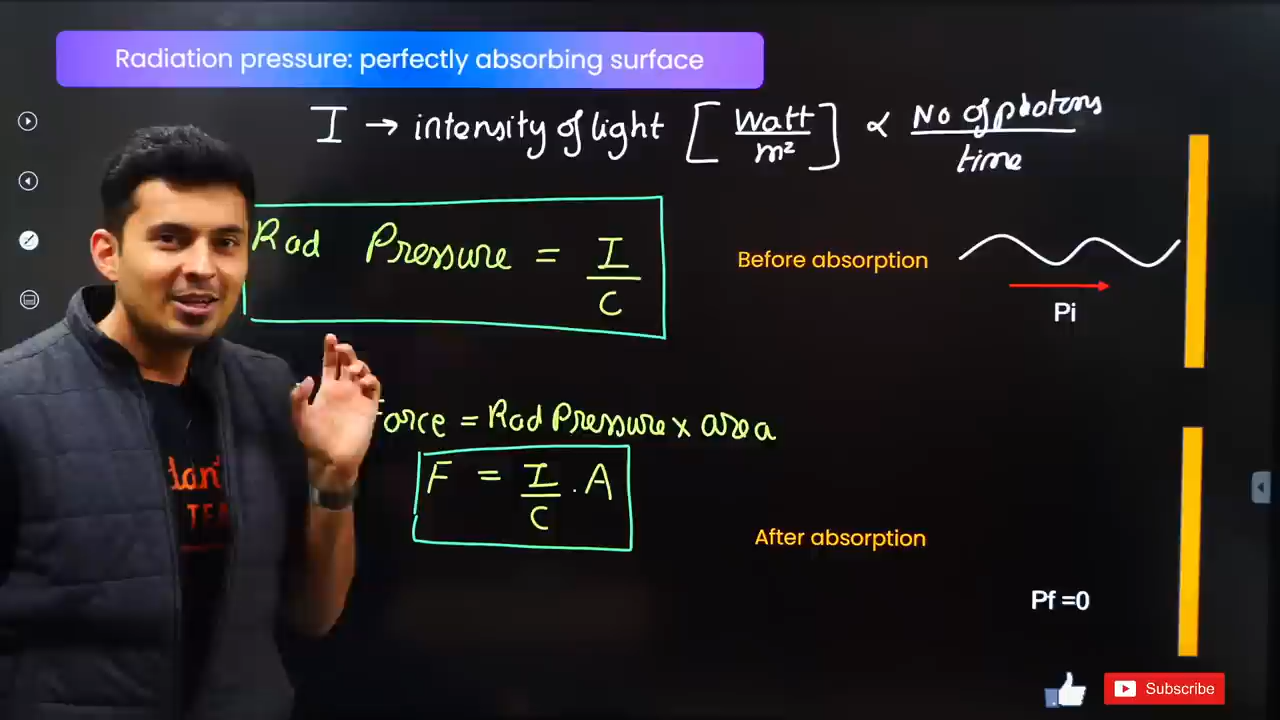 Radiation pressure: perfectly absorbing surface
I → intensity of light [Watt/m²] ∝ No of photons/time
Rad Pressure = I/C
Before absorption
Pi
Force = Rad Pressure x area
F = I/C . A
After absorption
Pf =0
Subscribe